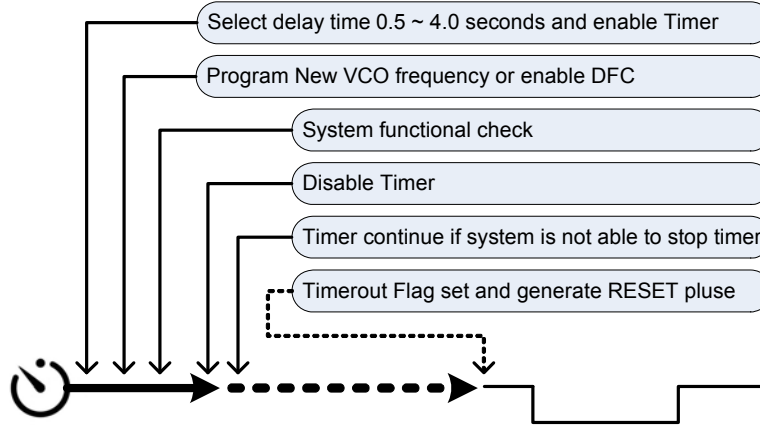 Select delay time 0.5 ~ 4.0 seconds and enable Timer
Program New VCO frequency or enable DFC
System functional check
Disable Timer
Timer continue if system is not able to stop timer
Timerout Flag set and generate RESET pluse